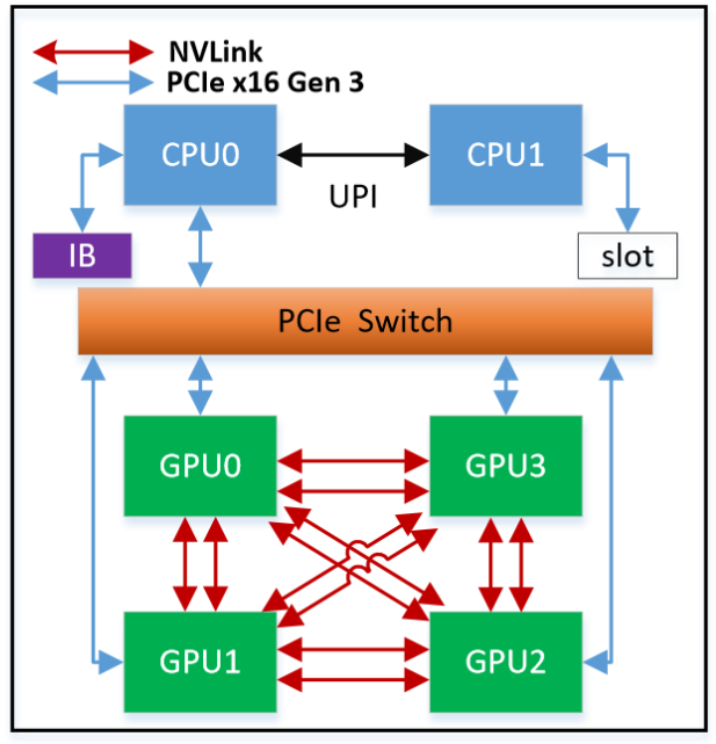 NVLink
PCIe x16 Gen 3
CPU0
CPU1
UPI
IB
slot
PCIe Switch
GPU0
GPU3
GPU1
GPU2